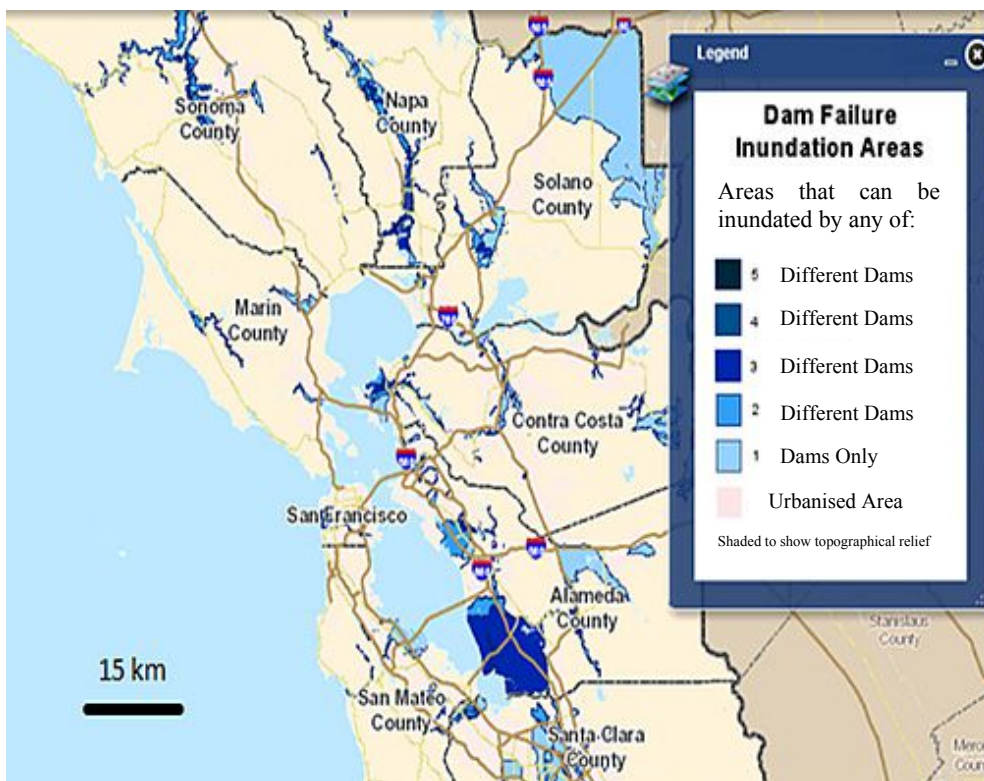 Legend
Dam Failure
Inundation Areas
Areas that can be
inundated by any of:
5 Different Dams
4 Different Dams
3 Different Dams
2 Different Dams
1 Dams Only
Urbanised Area
Shaded to show topographical relief
Sonoma
County
Napa
County
Solano
County
Marin
County
Contra Costa
County
San Francisco
Alameda
County
Stanislaus
County
15 km
San Mateo
County
Santa Clara
County